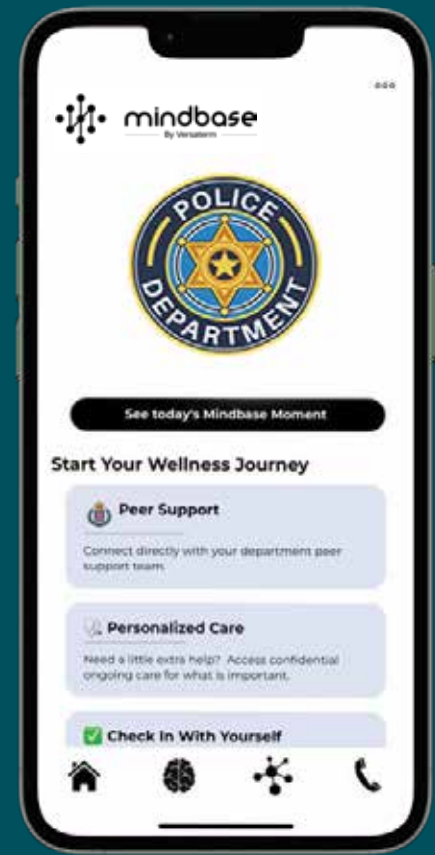 mindbase
By Versaterm
POLICE
DEPARTMENT
See today's Mindbase Moment
Start Your Wellness Journey
Peer Support
Connect directly with your department peer
support team.
Personalized Care
Need a little extra help? Access confidential
ongoing care for what is important.
Check In With Yourself